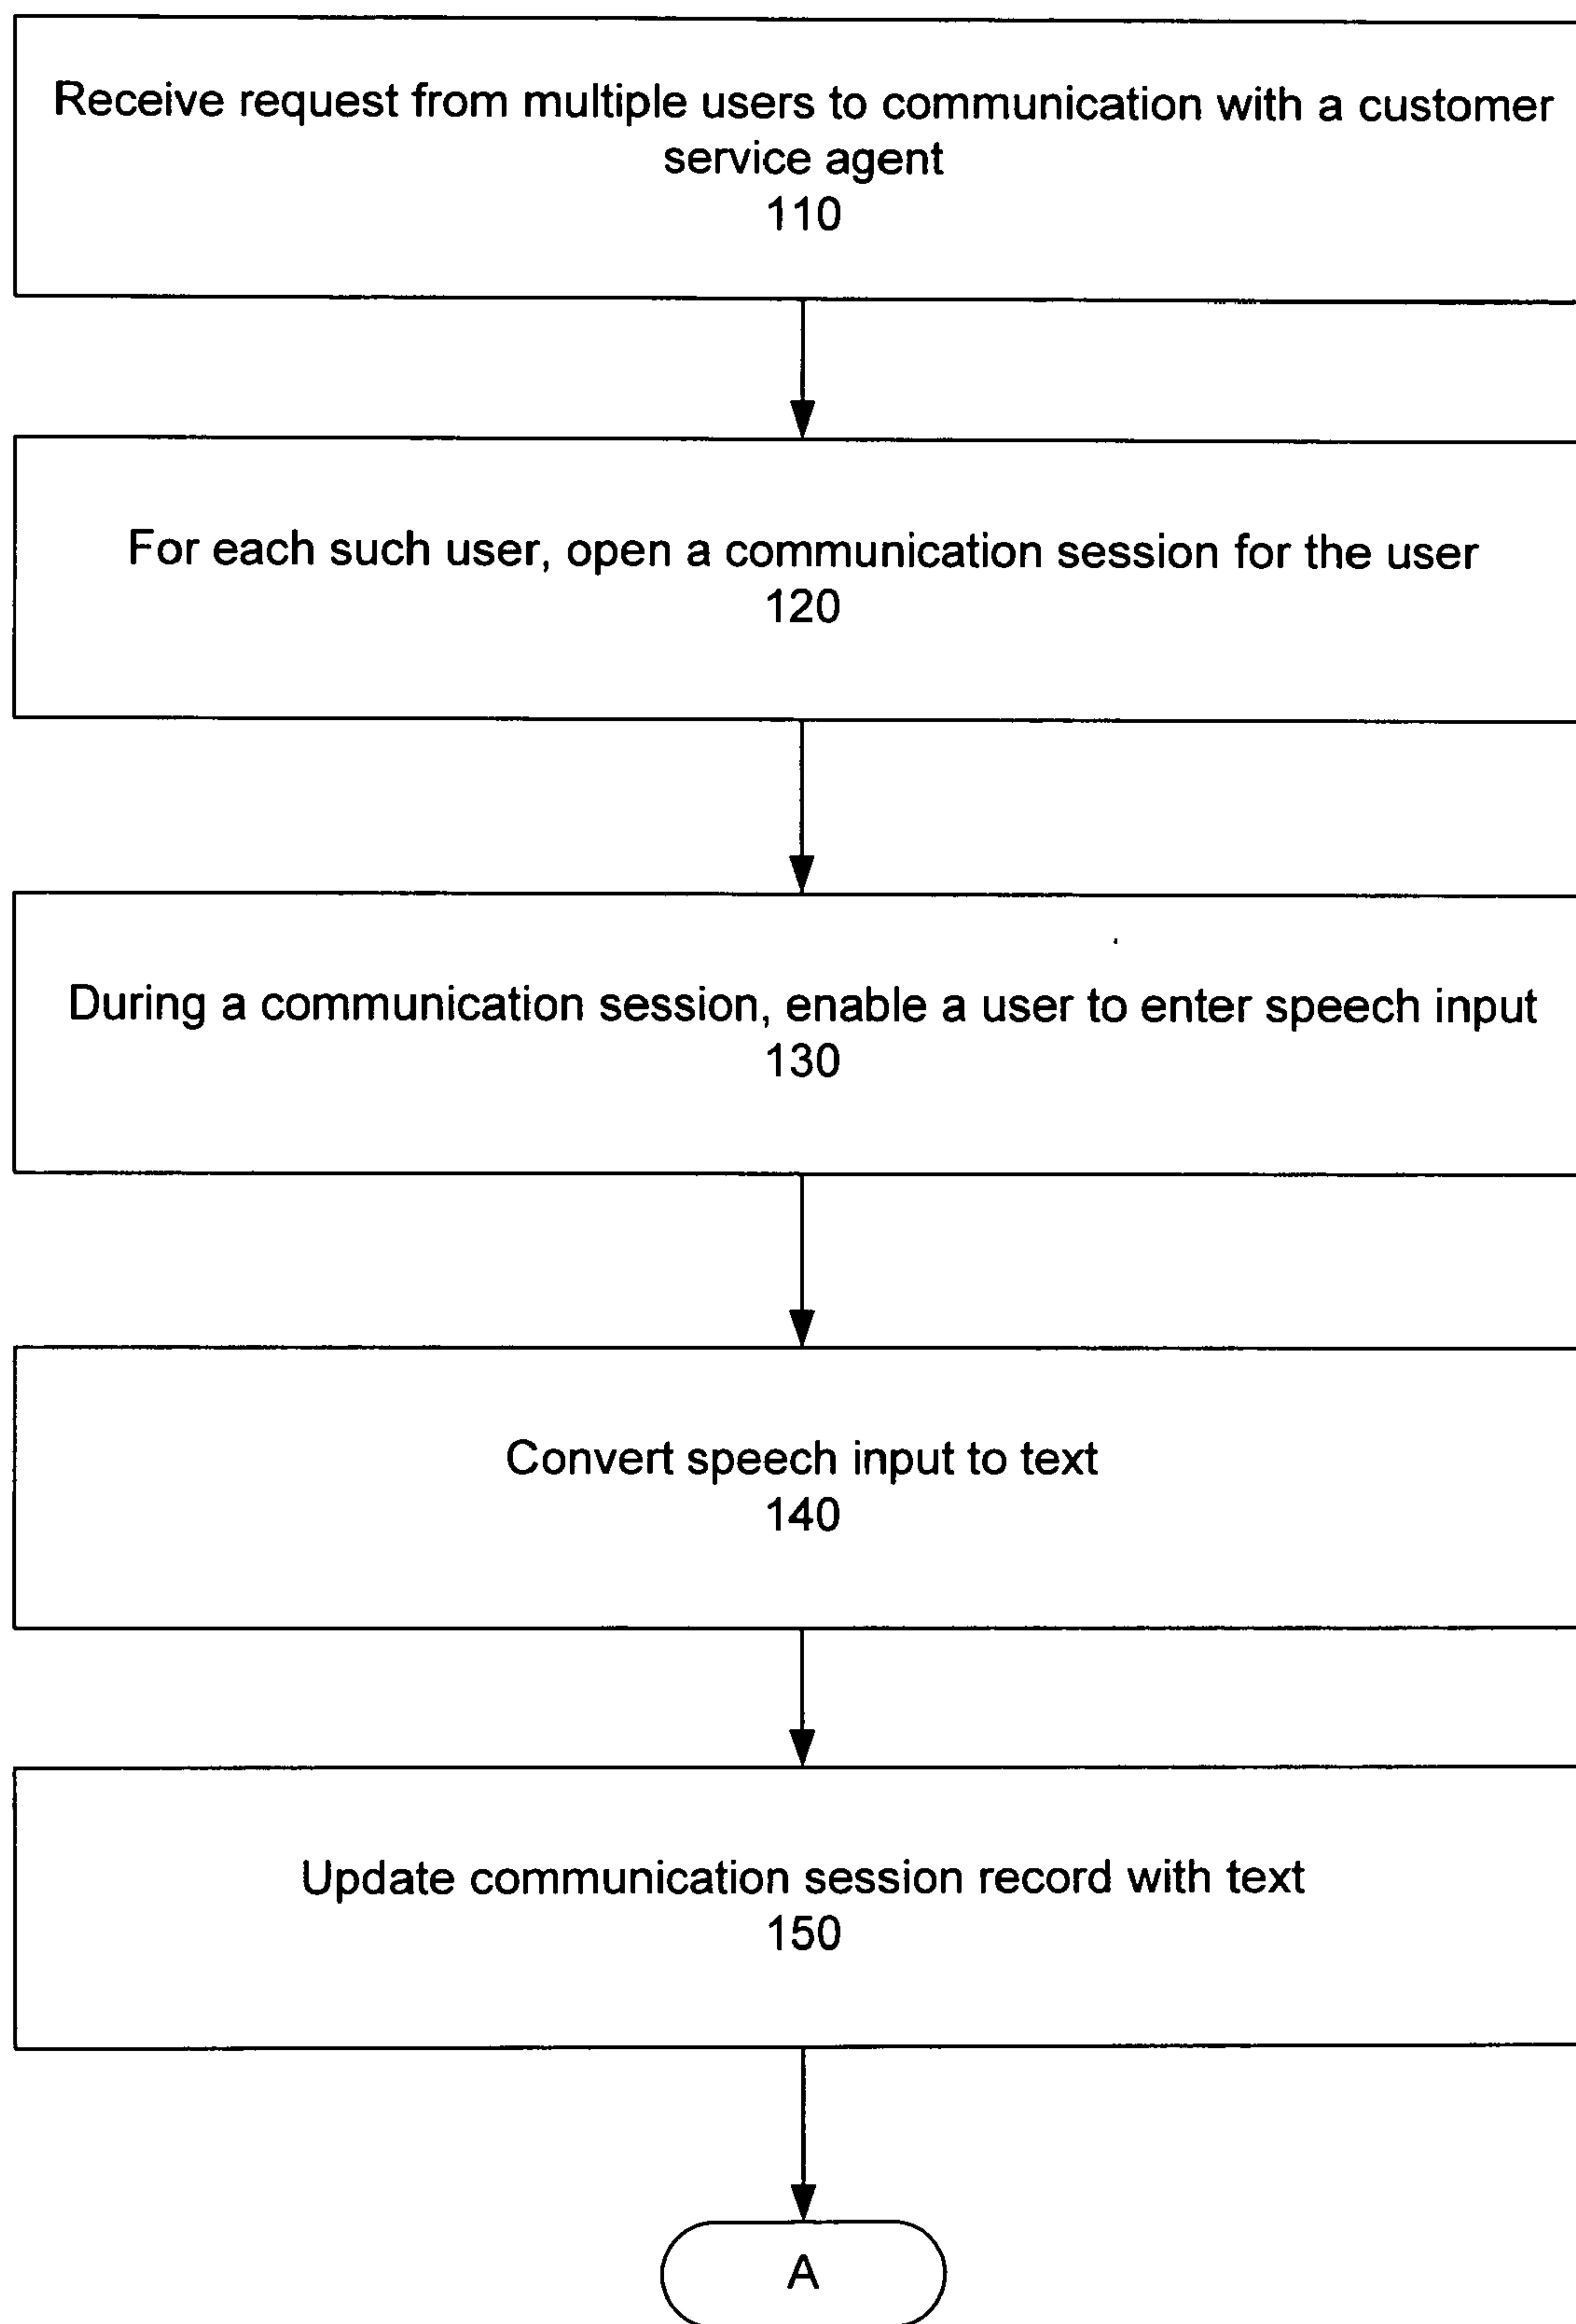 Receive request from multiple users to communication with a customer
service agent
110
For each such user, open a communication session for the user
120
During a communication session, enable a user to enter speech input
130
Convert speech input to text
140
Update communication session record with text
150
A